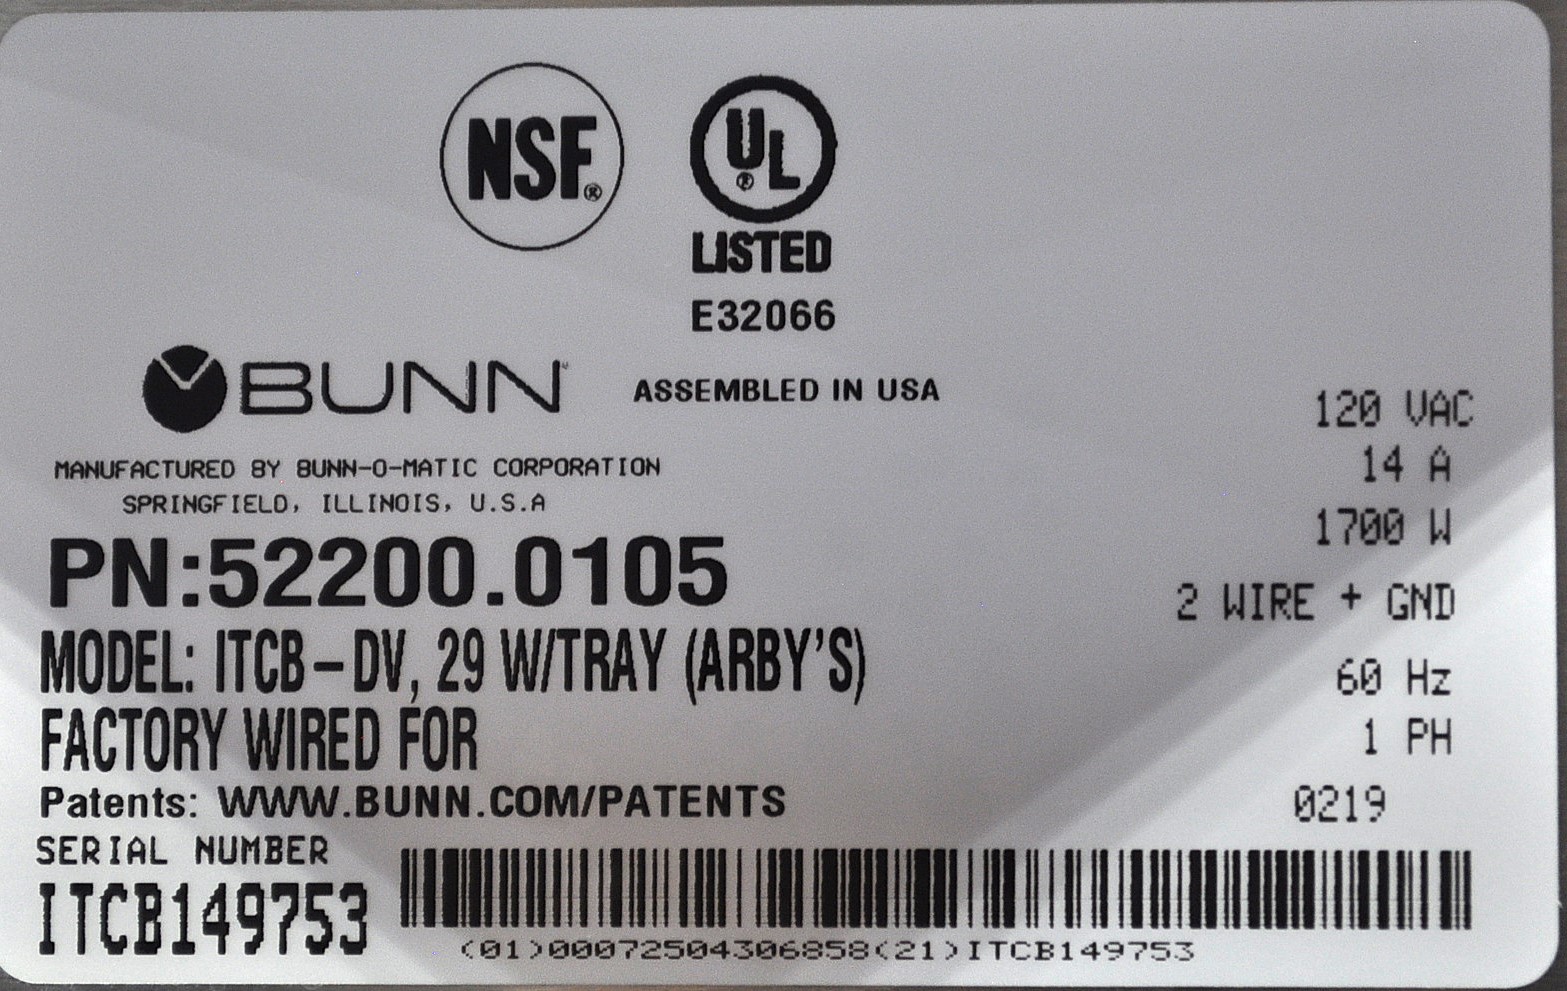 NSF®
UL®
LISTED
E32066
BUNN™
ASSEMBLED IN USA
MANUFACTURED BY BUNN-O-MATIC CORPORATION
SPRINGFIELD, ILLINOIS, U.S.A
PN:52200.0105
MODEL: ITCB-DV, 29 W/TRAY (ARBY'S)
FACTORY WIRED FOR
Patents: WWW.BUNN.COM/PATENTS
120 VAC
14 A
1700 W
2 WIRE + GND
60 Hz
1 PH
0219
SERIAL NUMBER
ITCB149753
(01)00072504306858(21)ITCB149753